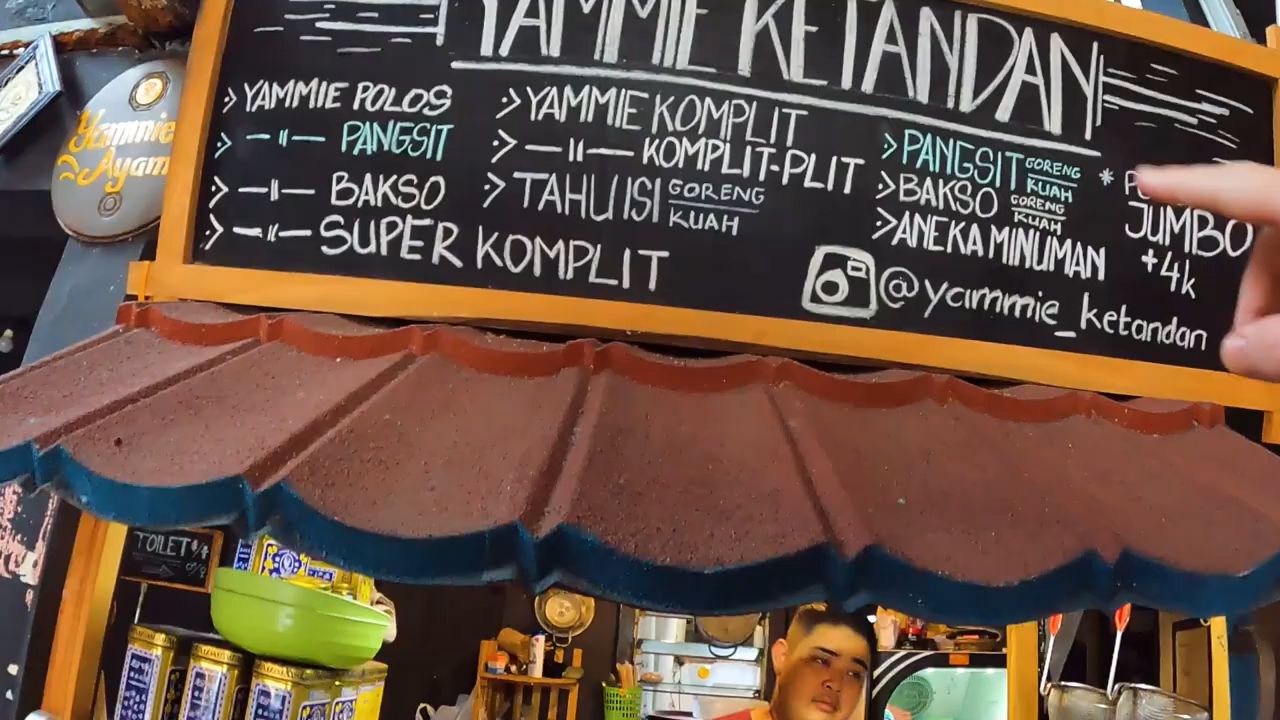 YAMMIE KETANDAN
YAMMIE POLOS
—〃— PANGSIT
—〃— BAKSO
—〃— SUPER KOMPLIT
YAMMIE KOMPLIT
—〃— KOMPLIT-PLIT
TAHU ISI GORENG
KUAH
PANGSIT GORENG
KUAH
BAKSO GORENG
KUAH
ANEKA MINUMAN
*
JUMBO
+4k
@yammie_ketandan
Yammie
Ayam
TOILET